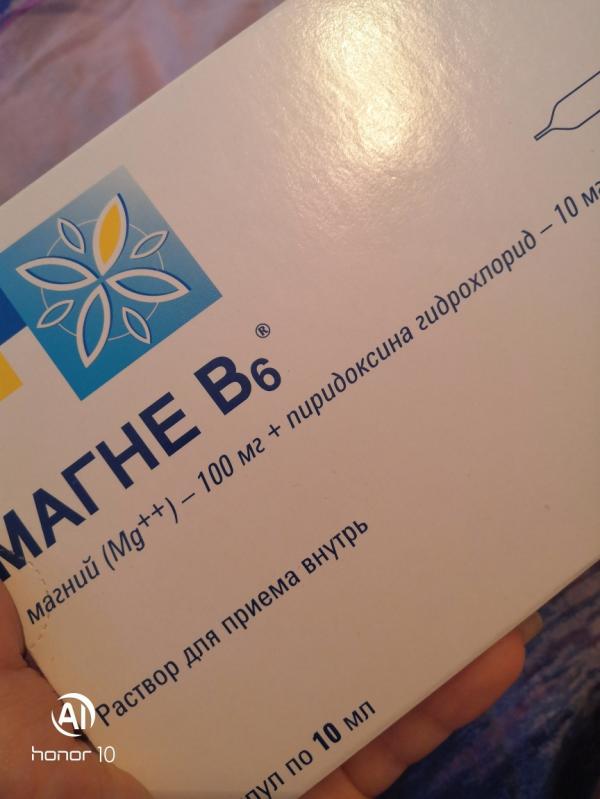 МАГНЕ B6®
магний (Mg++) – 100 мг + пиридоксина гидрохлорид – 10 мг
Раствор для приема внутрь
по 10 мл
AI
honor 10